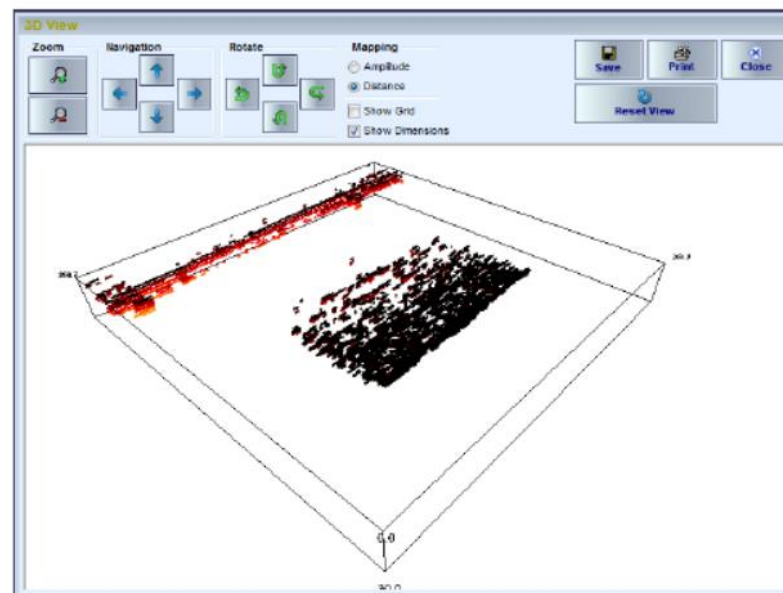 3D View
Zoom
Navigation
Rotate
Mapping
Amplitude
Distance
Show Grid
Show Dimensions
Save
Print
Close
Reset View
0.0